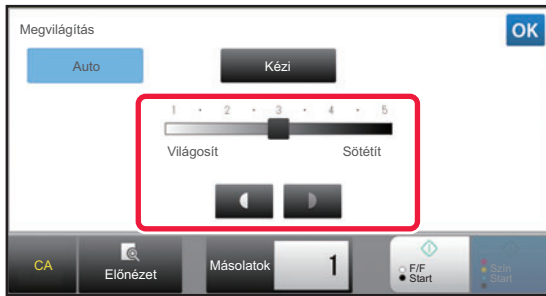 Megvilágítás
OK
Auto
Kézi
1 · 2 · 3 · 4 · 5
Világosít
Sötétít
CA
Előnézet
Másolatok
1
F/F
Start
Szín
Start